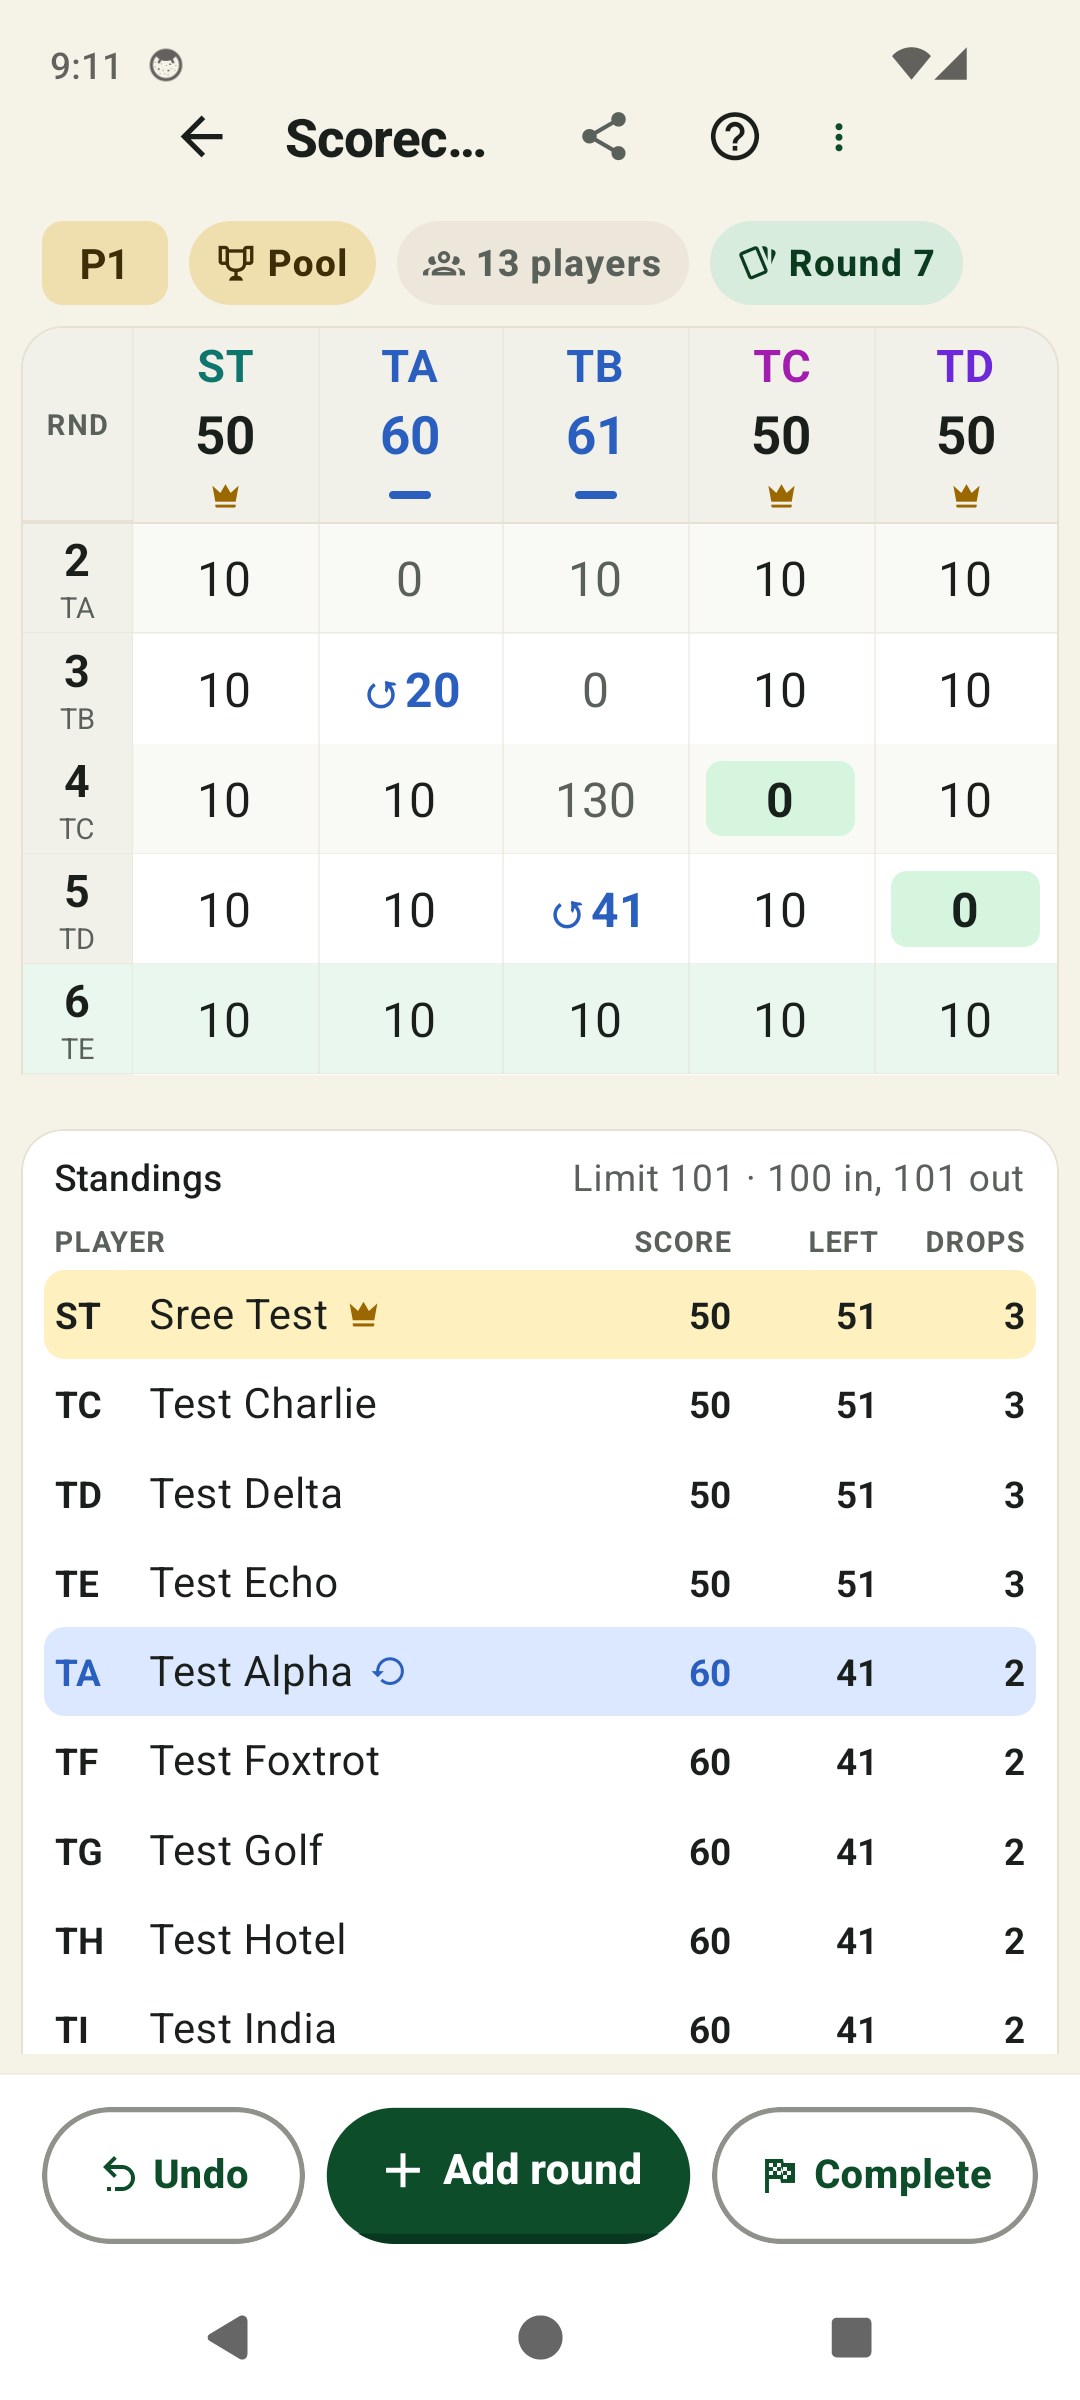 9:11
Scorec...
P1 Pool 13 players Round 7
RND ST TA TB TC TD
50 60 61 50 50
2 TA 10 0 10 10 10
3 TB 10 20 0 10 10
4 TC 10 10 130 0 10
5 TD 10 10 41 10 0
6 TE 10 10 10 10 10
Standings Limit 101 · 100 in, 101 out
PLAYER SCORE LEFT DROPS
ST Sree Test 50 51 3
TC Test Charlie 50 51 3
TD Test Delta 50 51 3
TE Test Echo 50 51 3
TA Test Alpha 60 41 2
TF Test Foxtrot 60 41 2
TG Test Golf 60 41 2
TH Test Hotel 60 41 2
TI Test India 60 41 2
Undo Add round Complete